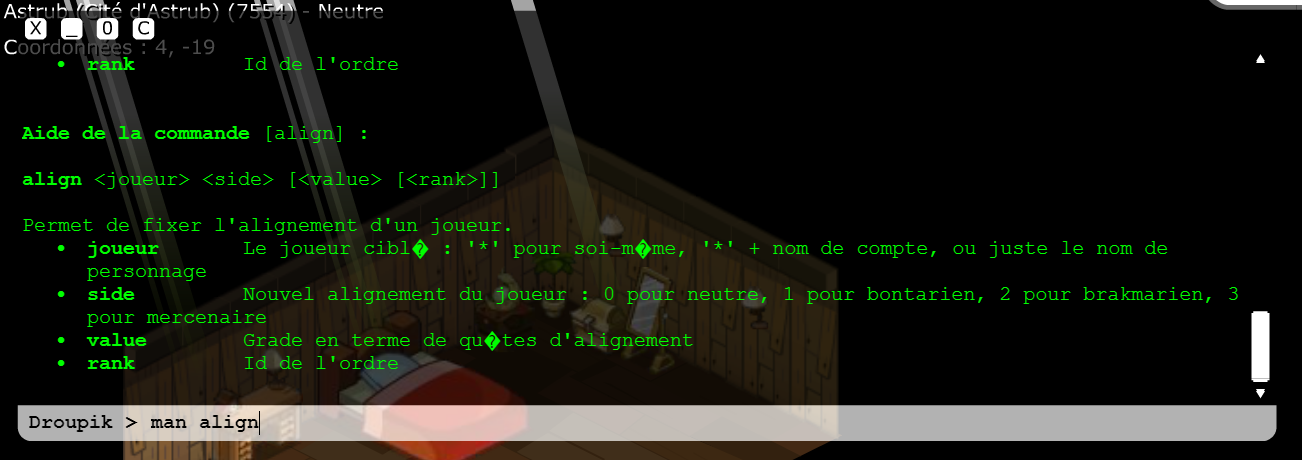 Astrub (Cité d'Astrub) (7554) - Neutre
X _ O C
Coordonnées : 4, -19
• rank Id de l'ordre
Aide de la commande [align] :
align <joueur> <side> [<value> [<rank>]]
Permet de fixer l'alignement d'un joueur.
• joueur Le joueur cibl� : '*' pour soi-m�me, '*' + nom de compte, ou juste le nom de
personnage
• side Nouvel alignement du joueur : 0 pour neutre, 1 pour bontarien, 2 pour brakmarien, 3
pour mercenaire
• value Grade en terme de qu�tes d'alignement
• rank Id de l'ordre
Droupik > man align